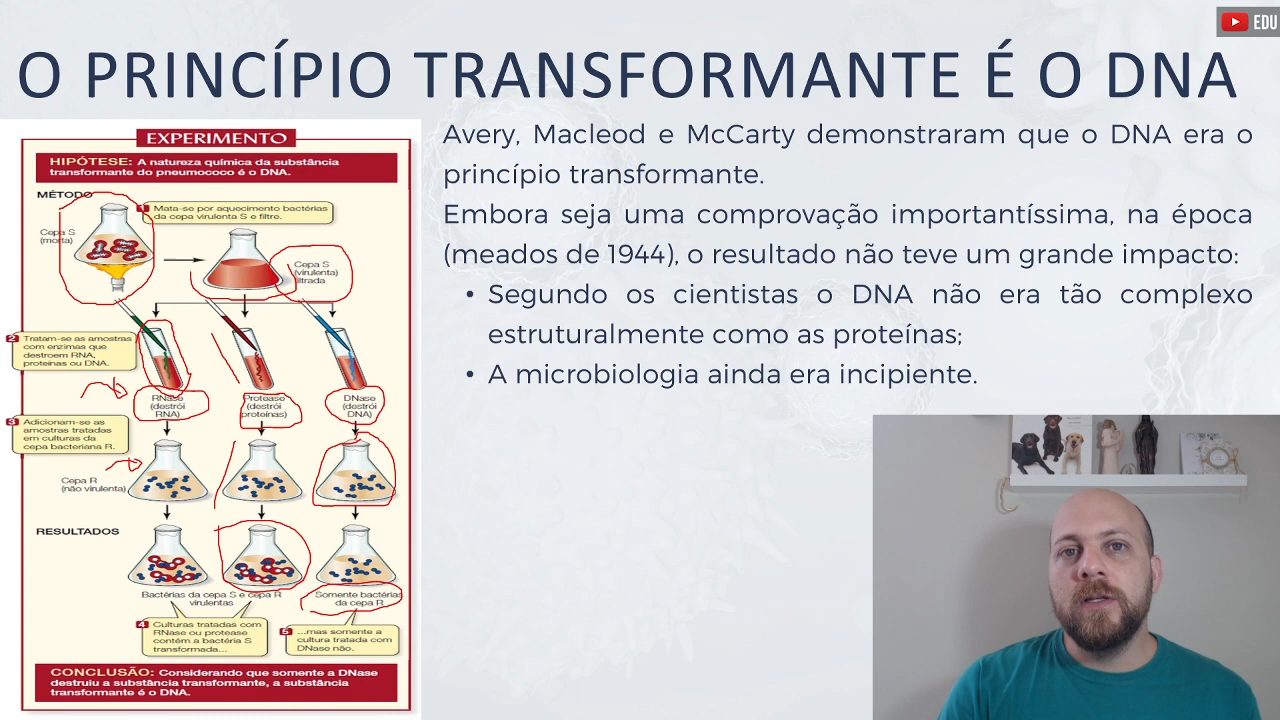 EDU
O PRINCÍPIO TRANSFORMANTE É O DNA
EXPERIMENTO
HIPÓTESE: A natureza química da substância
transformante do pneumococo é o DNA.
MÉTODO
1 Mata-se por aquecimento bactérias
da cepa virulenta S e filtre.
Cepa S
(morta)
Cepa S
(virulenta)
filtrada
2 Tratam-se as amostras
com enzimas que
destroem RNA,
proteínas ou DNA.
RNase
(destrói
RNA)
Protease
(destrói
proteínas)
DNase
(destrói
DNA)
3 Adicionam-se as
amostras tratadas
em culturas da
cepa bacteriana R.
Cepa R
(não virulenta)
RESULTADOS
Bactérias da cepa S e cepa R
virulentas
Somente bactérias
da cepa R
4 Culturas tratadas com
RNase ou protease
contém a bactéria S
transformada...
5 ...mas somente a
cultura tratada com
DNase não.
CONCLUSÃO: Considerando que somente a DNase
destruiu a substância transformante, a substância
transformante é o DNA.
Avery, Macleod e McCarty demonstraram que o DNA era o
princípio transformante.
Embora seja uma comprovação importantíssima, na época
(meados de 1944), o resultado não teve um grande impacto:
• Segundo os cientistas o DNA não era tão complexo
estruturalmente como as proteínas;
• A microbiologia ainda era incipiente.